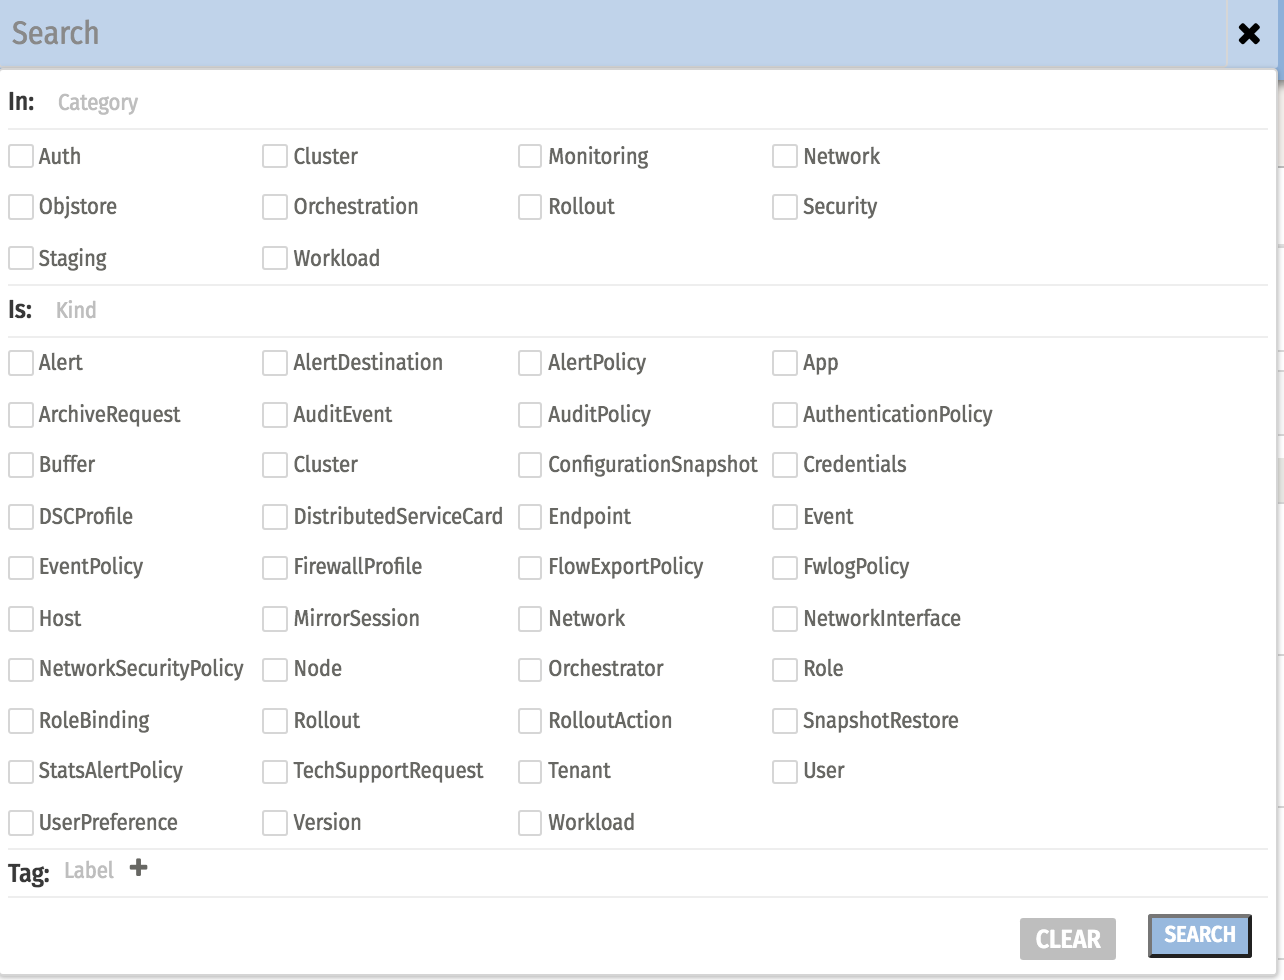 Search
In: Category
Auth Cluster Monitoring Network
Objstore Orchestration Rollout Security
Staging Workload
Is: Kind
Alert AlertDestination AlertPolicy App
ArchiveRequest AuditEvent AuditPolicy AuthenticationPolicy
Buffer Cluster ConfigurationSnapshot Credentials
DSCProfile DistributedServiceCard Endpoint Event
EventPolicy FirewallProfile FlowExportPolicy FwlogPolicy
Host MirrorSession Network NetworkInterface
NetworkSecurityPolicy Node Orchestrator Role
RoleBinding Rollout RolloutAction SnapshotRestore
StatsAlertPolicy TechSupportRequest Tenant User
UserPreference Version Workload
Tag: Label +
CLEAR SEARCH